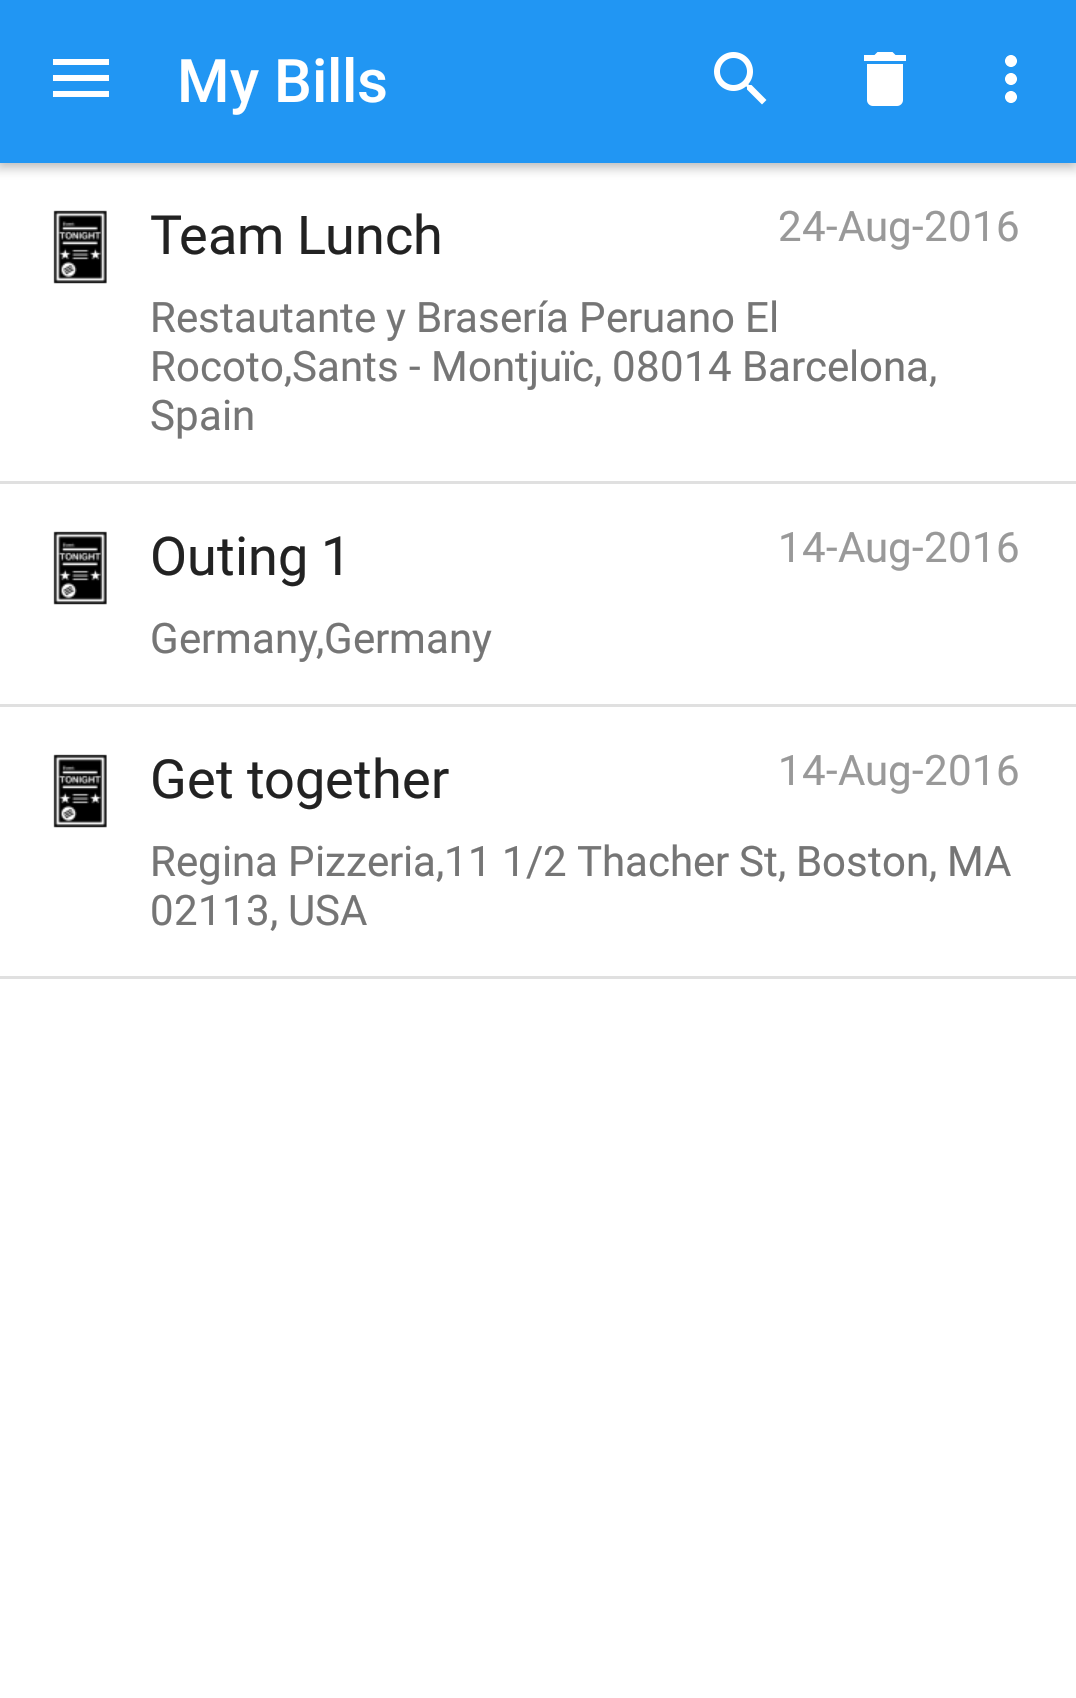 My Bills
Team Lunch
24-Aug-2016
Restautante y Brasería Peruano El
Rocoto,Sants - Montjuïc, 08014 Barcelona,
Spain
TONIGHT
Outing 1
14-Aug-2016
Germany,Germany
TONIGHT
Get together
14-Aug-2016
Regina Pizzeria,11 1/2 Thacher St, Boston, MA
02113, USA
TONIGHT